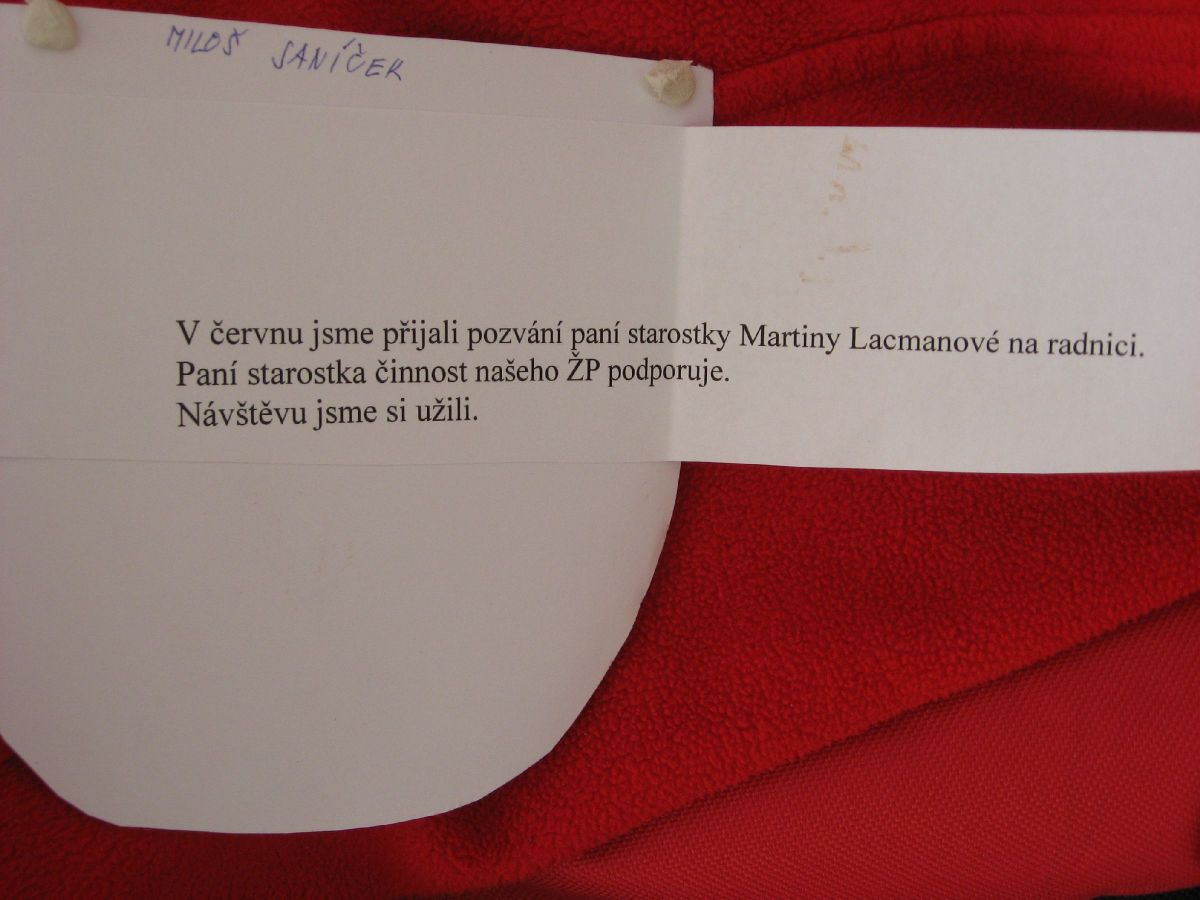 MILOŠ SANÍČEK
V červnu jsme přijali pozvání paní starostky Martiny Lacmanové na radnici.
Paní starostka činnost našeho ŽP podporuje.
Návštěvu jsme si užili.